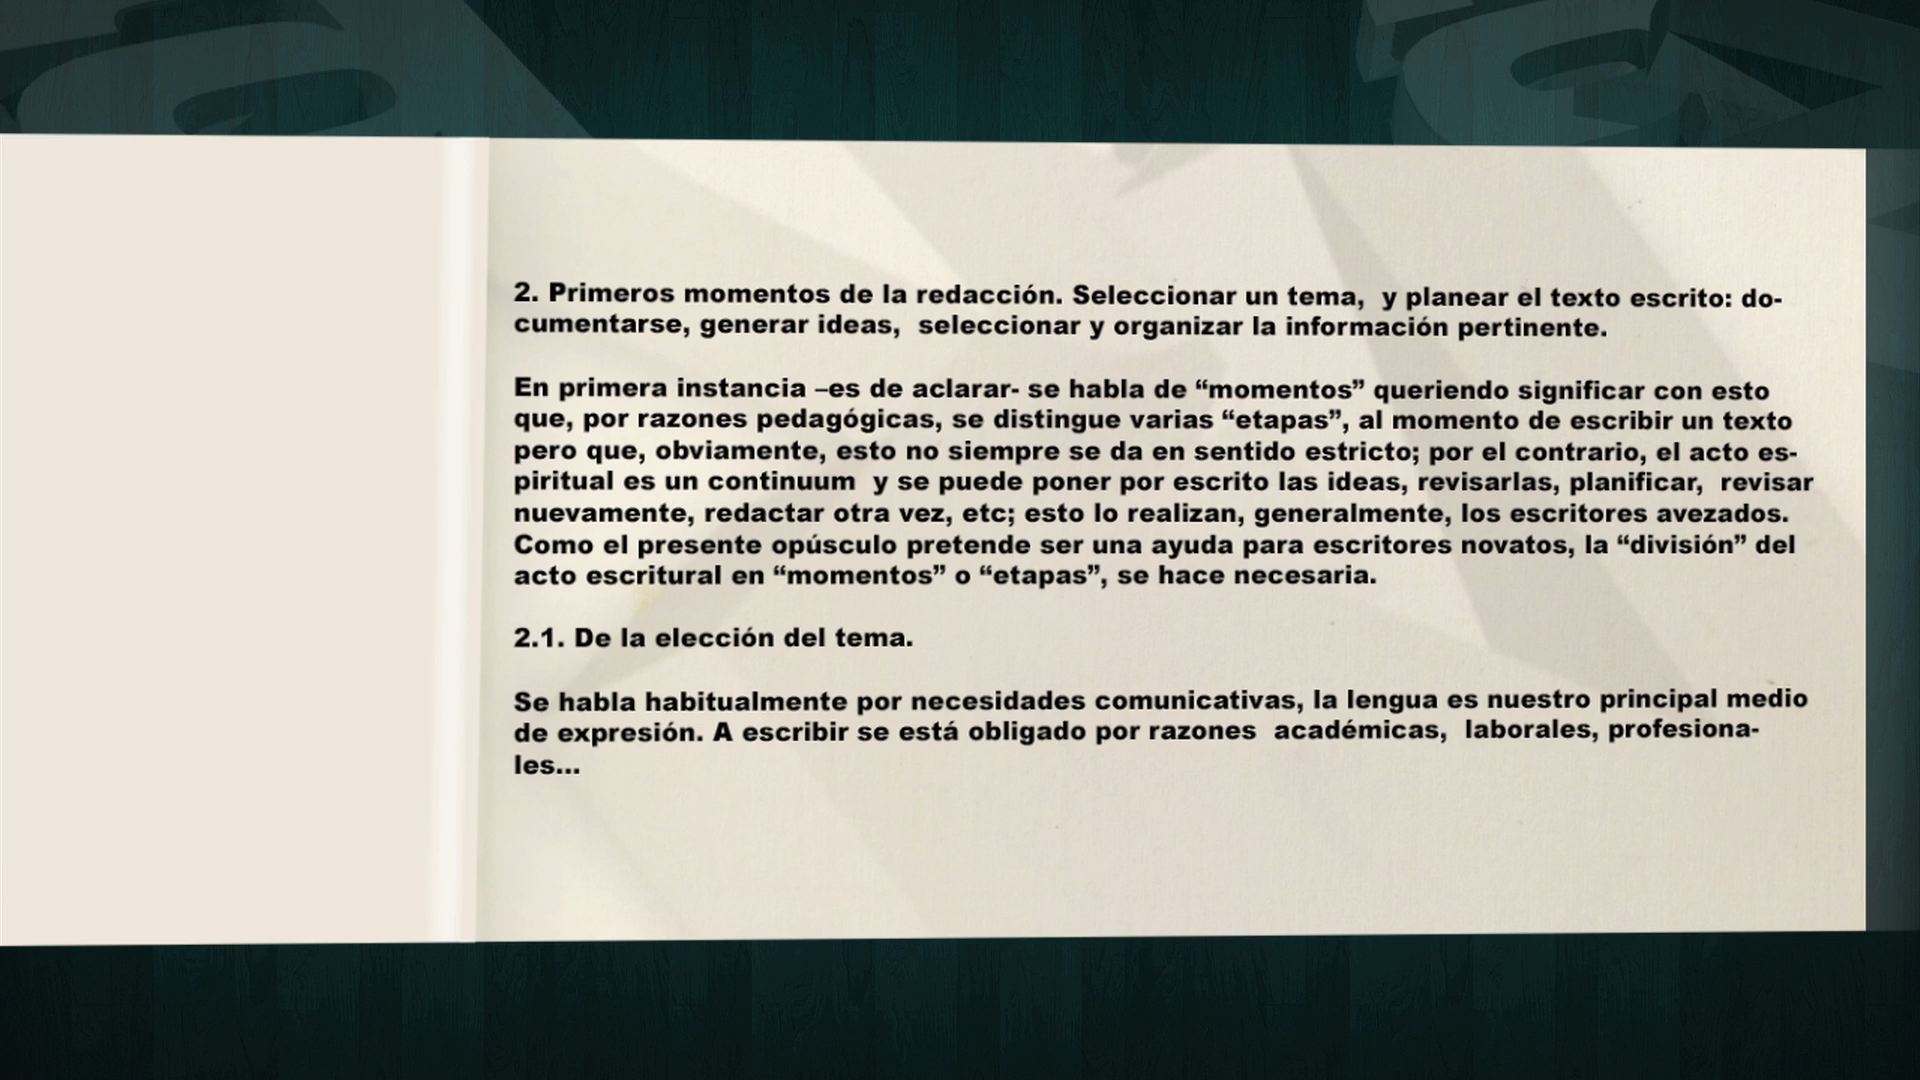 2. Primeros momentos de la redacción. Seleccionar un tema,  y planear el texto escrito: do-
cumentarse, generar ideas,  seleccionar y organizar la información pertinente.
En primera instancia –es de aclarar- se habla de “momentos” queriendo significar con esto
que, por razones pedagógicas, se distingue varias “etapas”, al momento de escribir un texto
pero que, obviamente, esto no siempre se da en sentido estricto; por el contrario, el acto es-
piritual es un continuum  y se puede poner por escrito las ideas, revisarlas, planificar,  revisar
nuevamente, redactar otra vez, etc; esto lo realizan, generalmente, los escritores avezados.
Como el presente opúsculo pretende ser una ayuda para escritores novatos, la “división” del
acto escritural en “momentos” o “etapas”, se hace necesaria.
2.1. De la elección del tema.
Se habla habitualmente por necesidades comunicativas, la lengua es nuestro principal medio
de expresión. A escribir se está obligado por razones  académicas,  laborales, profesiona-
les...